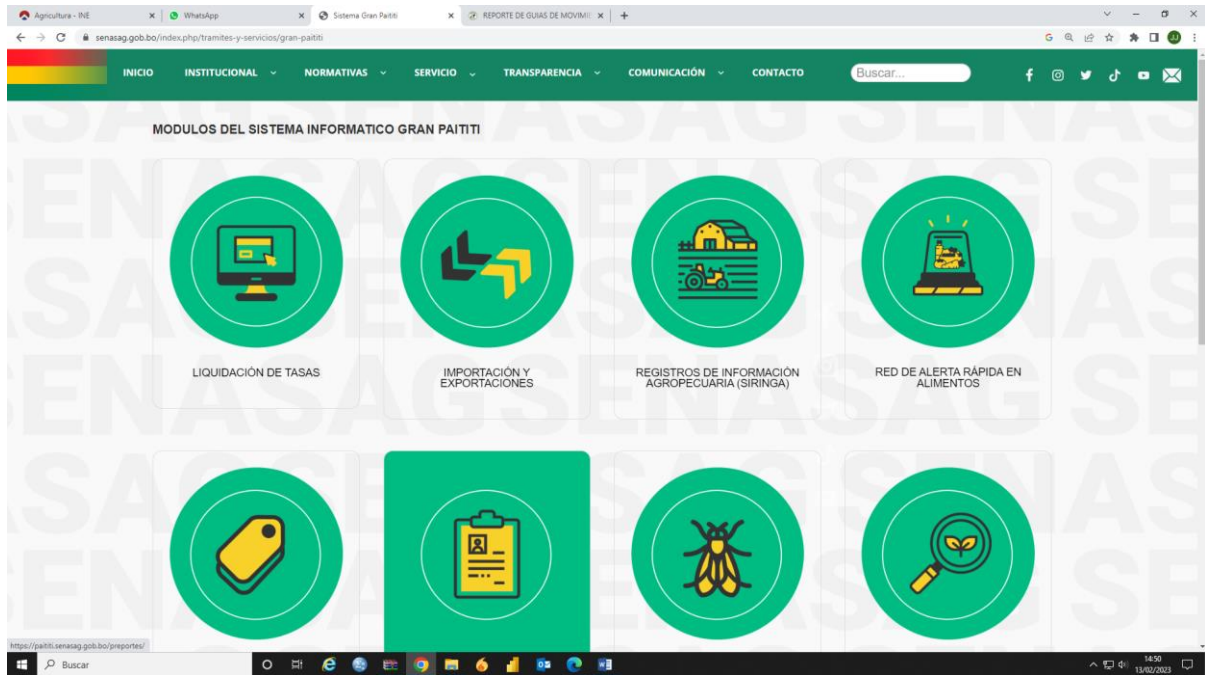 Agricultura - INE
WhatsApp
Sistema Gran Paititi
REPORTE DE GUIAS DE MOVIMIE
senasag.gob.bo/index.php/tramites-y-servicios/gran-paititi
INICIO INSTITUCIONAL NORMATIVAS SERVICIO TRANSPARENCIA COMUNICACIÓN CONTACTO Buscar...
MODULOS DEL SISTEMA INFORMATICO GRAN PAITITI
LIQUIDACIÓN DE TASAS
IMPORTACIÓN Y
EXPORTACIONES
REGISTROS DE INFORMACIÓN
AGROPECUARIA (SIRINGA)
RED DE ALERTA RÁPIDA EN
ALIMENTOS
https://paititi.senasag.gob.bo/preportes/
Buscar
14:50
13/02/2023